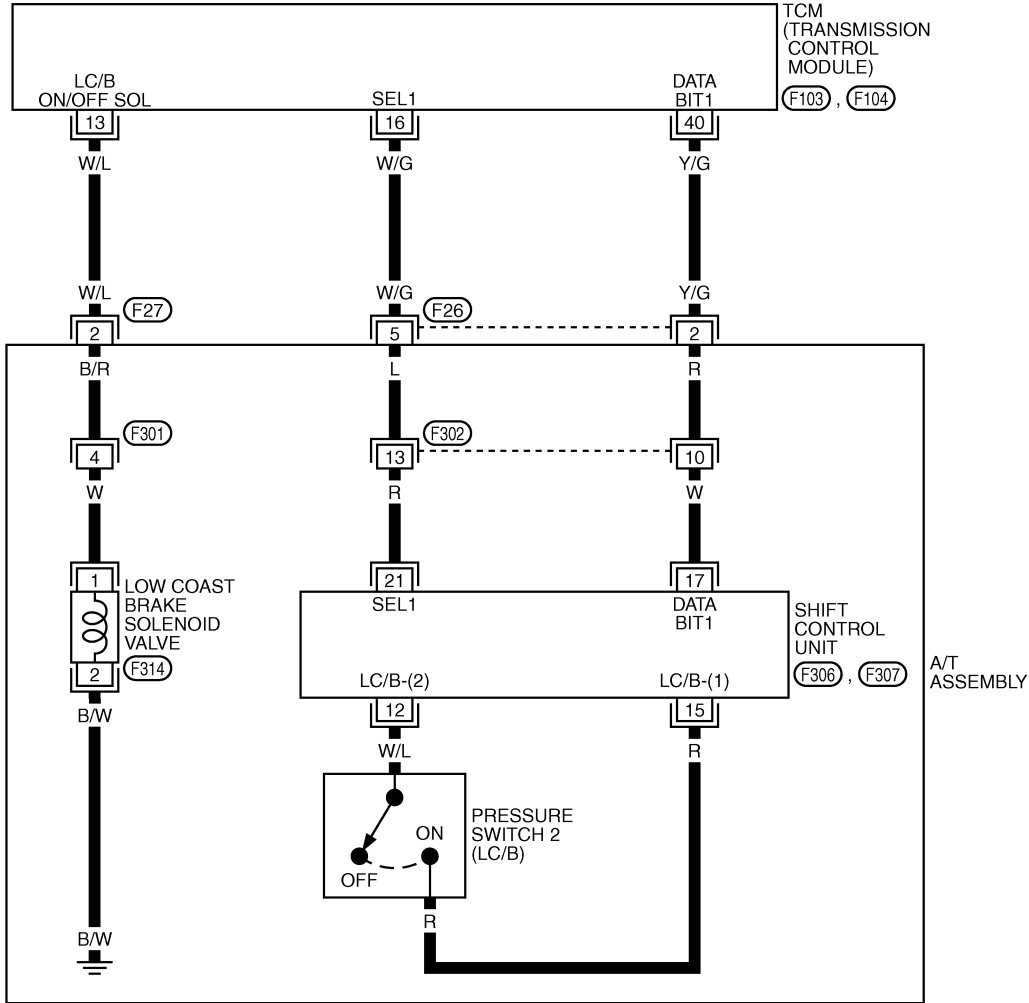 TCM
(TRANSMISSION
CONTROL
MODULE)
F103 , F104
LC/B
ON/OFF SOL
SEL1
DATA
BIT1
13
16
40
W/L
W/G
Y/G
W/L
W/G
Y/G
F27
F26
2
5
2
B/R
L
R
F301
F302
4
13
10
W
R
W
1
21
17
LOW COAST
BRAKE
SOLENOID
VALVE
F314
2
SEL1
DATA
BIT1
SHIFT
CONTROL
UNIT
F306 , F307
LC/B-(2)
LC/B-(1)
A/T
ASSEMBLY
12
15
B/W
W/L
R
PRESSURE
SWITCH 2
(LC/B)
ON
OFF
R
B/W